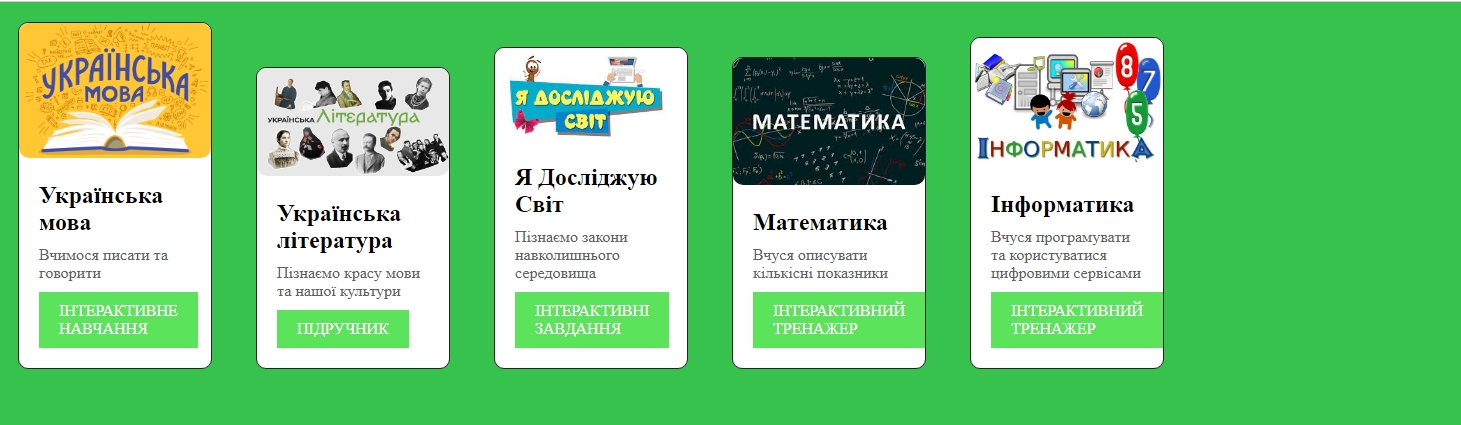 УКРАЇНСЬКА
МОВА
Українська
мова
Вчимося писати та
говорити
ІНТЕРАКТИВНЕ
НАВЧАННЯ
УКРАЇНСЬКА Література
Українська
література
Пізнаємо красу мови
та нашої культури
ПІДРУЧНИК
Я ДОСЛІДЖУЮ
СВІТ
Я Досліджую
Світ
Пізнаємо закони
навколишнього
середовища
ІНТЕРАКТИВНІ
ЗАВДАННЯ
МАТЕМАТИКА
Математика
Вчуся описувати
кількісні показники
ІНТЕРАКТИВНИЙ
ТРЕНАЖЕР
8
7
5
ІНФОРМАТИКА
Інформатика
Вчуся програмувати
та користуватися
цифровими сервісами
ІНТЕРАКТИВНИЙ
ТРЕНАЖЕР